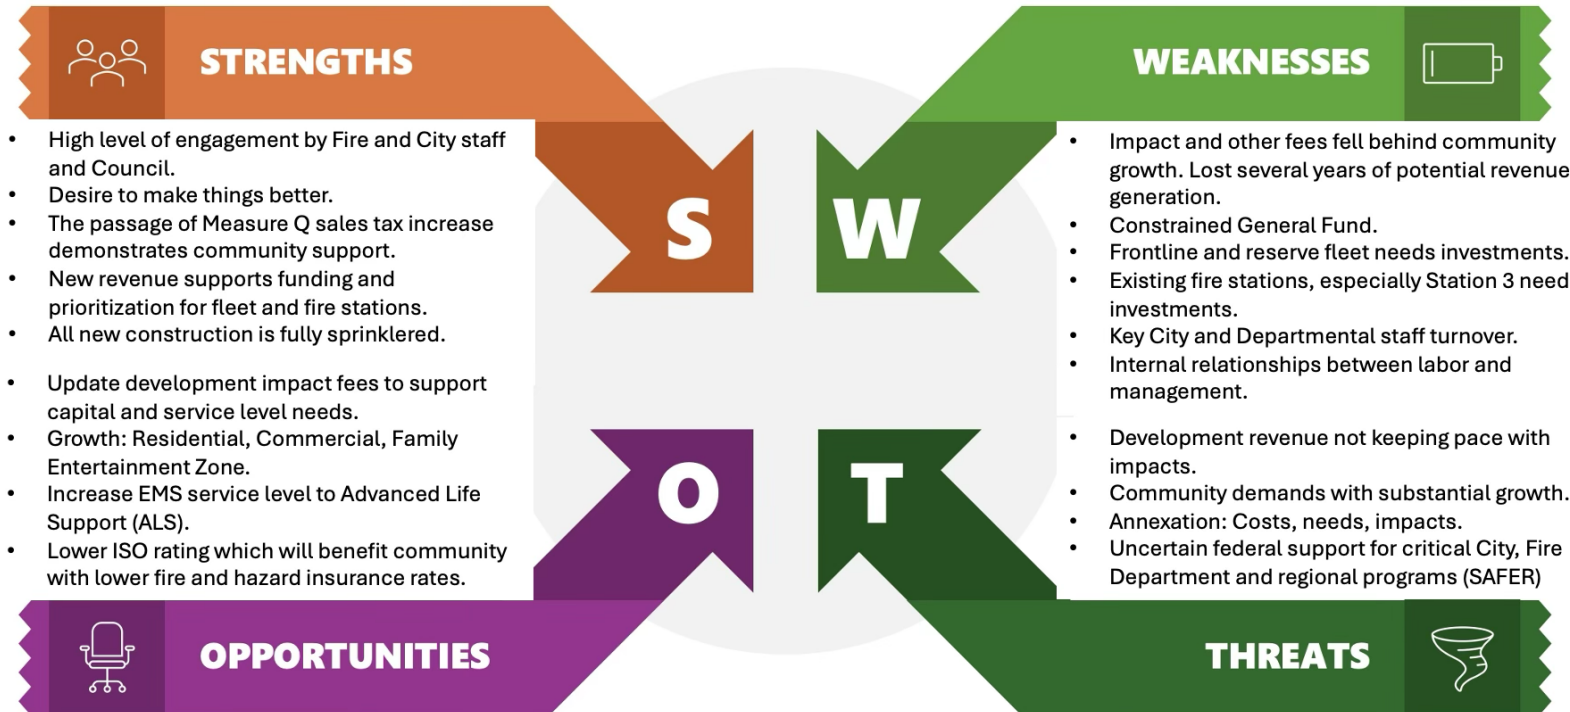 STRENGTHS
• High level of engagement by Fire and City staff
and Council.
• Desire to make things better.
• The passage of Measure Q sales tax increase
demonstrates community support.
• New revenue supports funding and
prioritization for fleet and fire stations.
• All new construction is fully sprinklered.
S
WEAKNESSES
• Impact and other fees fell behind community
growth. Lost several years of potential revenue
generation.
• Constrained General Fund.
• Frontline and reserve fleet needs investments.
• Existing fire stations, especially Station 3 need
investments.
• Key City and Departmental staff turnover.
• Internal relationships between labor and
management.
W
• Update development impact fees to support
capital and service level needs.
• Growth: Residential, Commercial, Family
Entertainment Zone.
• Increase EMS service level to Advanced Life
Support (ALS).
• Lower ISO rating which will benefit community
with lower fire and hazard insurance rates.
O
OPPORTUNITIES
• Development revenue not keeping pace with
impacts.
• Community demands with substantial growth.
• Annexation: Costs, needs, impacts.
• Uncertain federal support for critical City, Fire
Department and regional programs (SAFER)
T
THREATS